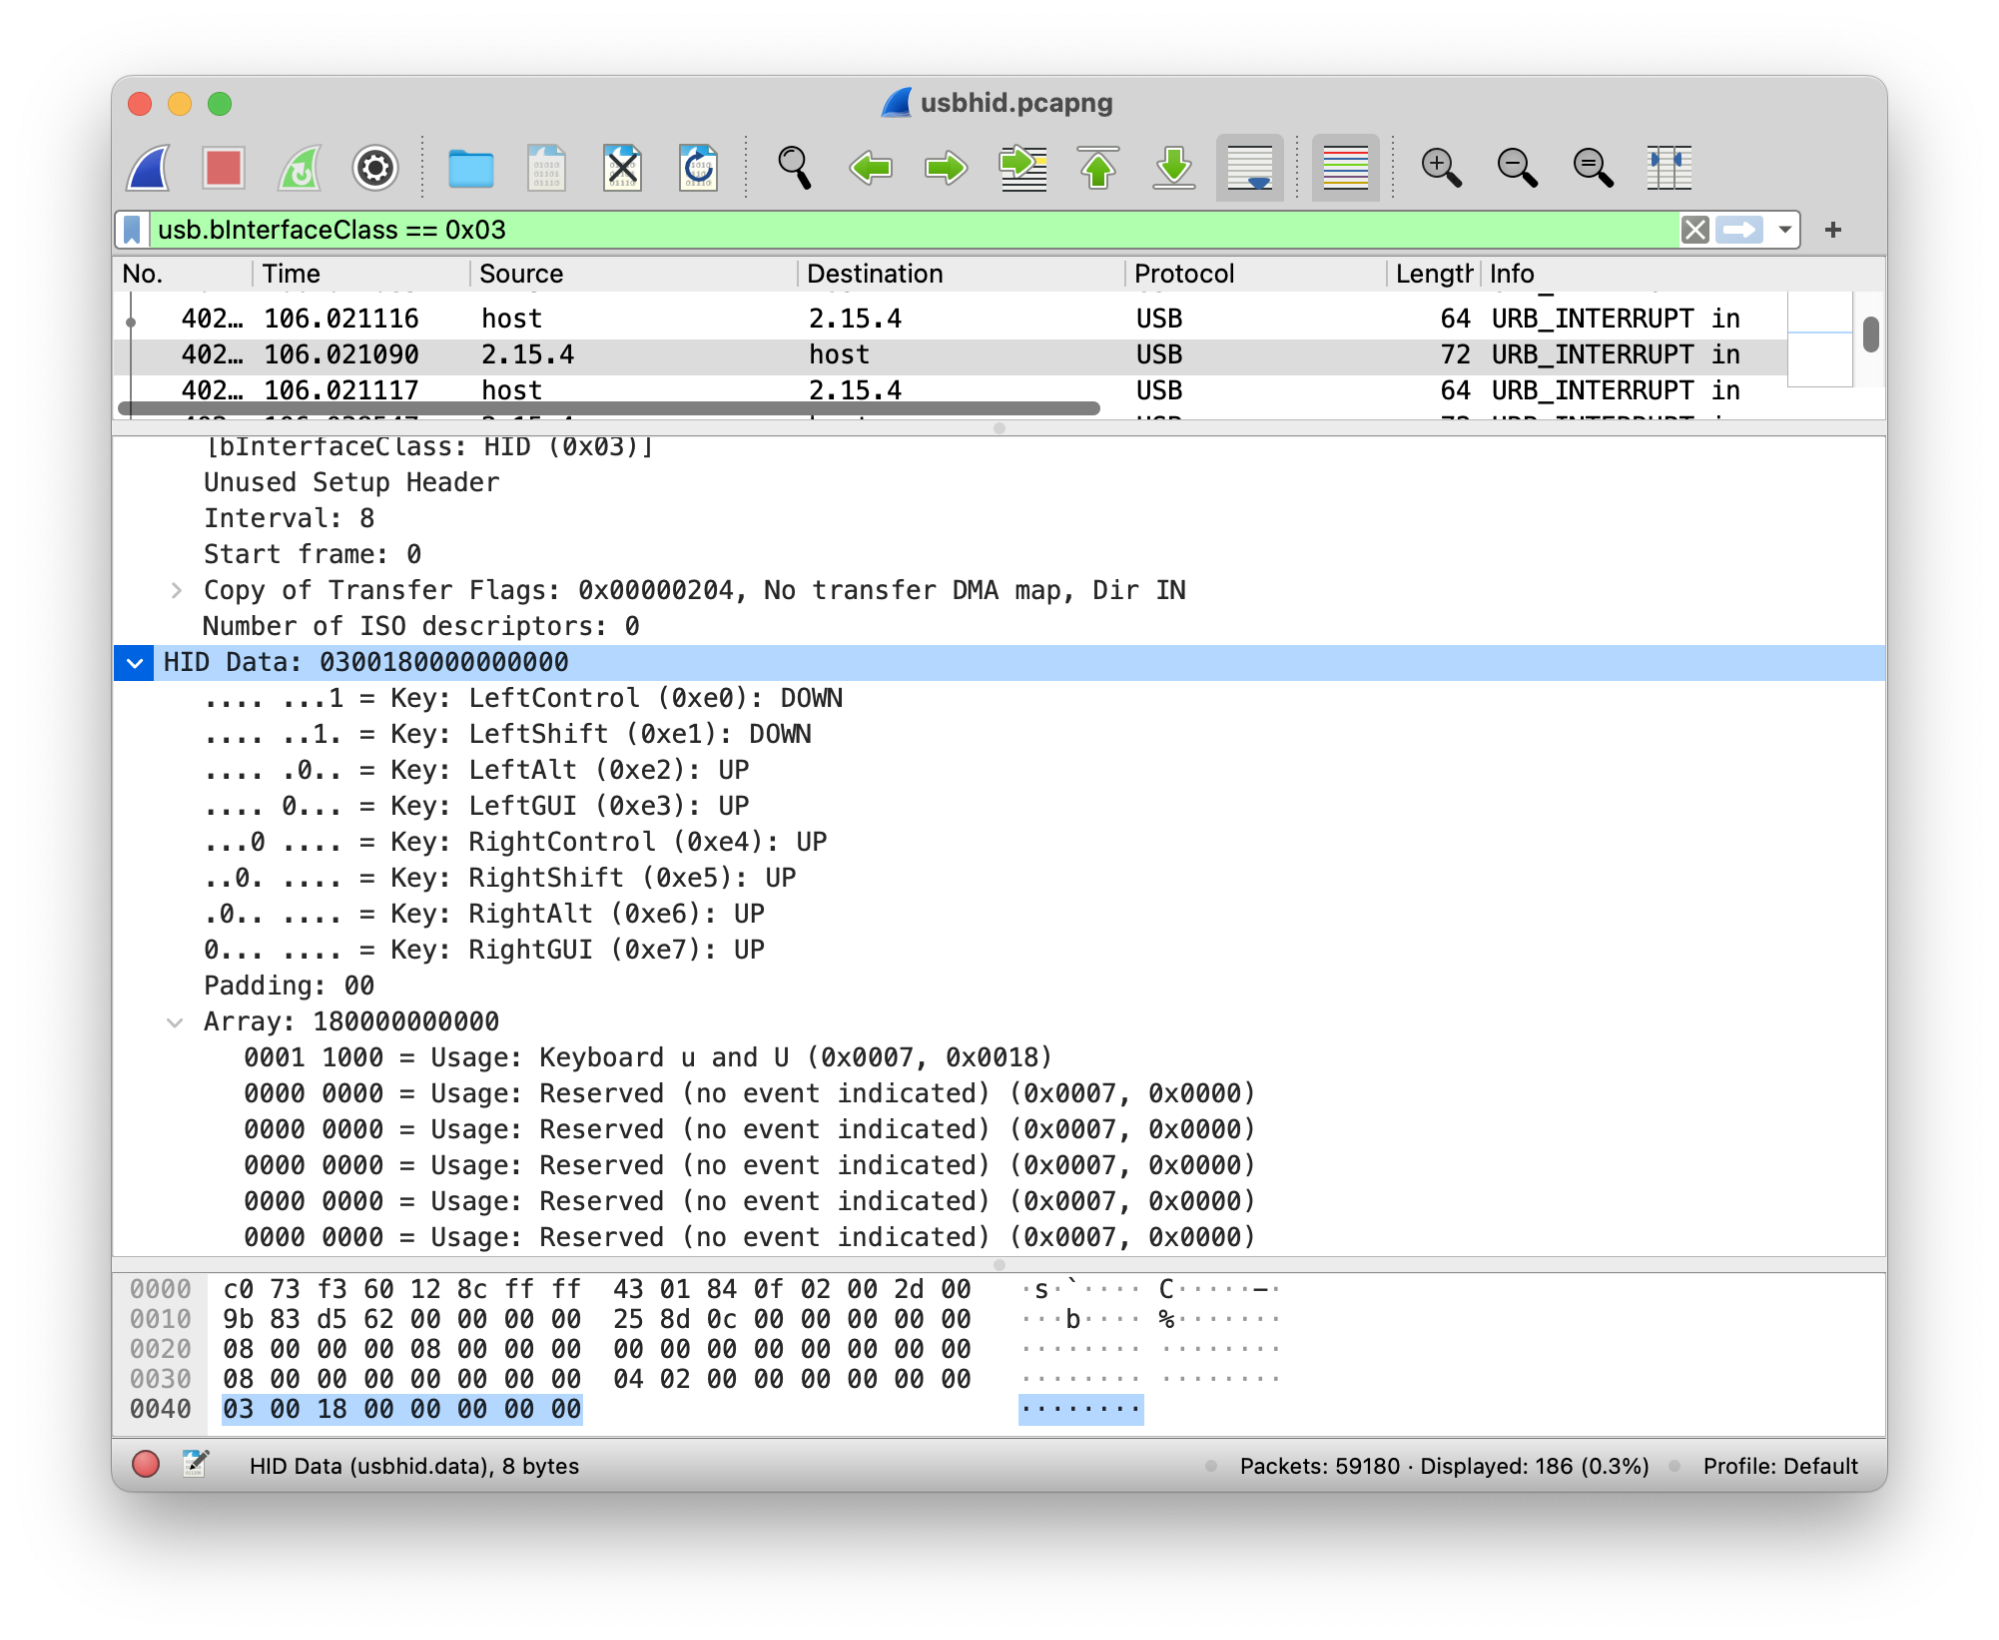 usbhid.pcapng
usb.bInterfaceClass == 0x03
No. Time Source Destination Protocol Length Info
402… 106.021116 host 2.15.4 USB 64 URB_INTERRUPT in
402… 106.021090 2.15.4 host USB 72 URB_INTERRUPT in
402… 106.021117 host 2.15.4 USB 64 URB_INTERRUPT in
[bInterfaceClass: HID (0x03)]
Unused Setup Header
Interval: 8
Start frame: 0
Copy of Transfer Flags: 0x00000204, No transfer DMA map, Dir IN
Number of ISO descriptors: 0
HID Data: 0300180000000000
.... ...1 = Key: LeftControl (0xe0): DOWN
.... ..1. = Key: LeftShift (0xe1): DOWN
.... .0.. = Key: LeftAlt (0xe2): UP
.... 0... = Key: LeftGUI (0xe3): UP
...0 .... = Key: RightControl (0xe4): UP
..0. .... = Key: RightShift (0xe5): UP
.0.. .... = Key: RightAlt (0xe6): UP
0... .... = Key: RightGUI (0xe7): UP
Padding: 00
Array: 180000000000
0001 1000 = Usage: Keyboard u and U (0x0007, 0x0018)
0000 0000 = Usage: Reserved (no event indicated) (0x0007, 0x0000)
0000 0000 = Usage: Reserved (no event indicated) (0x0007, 0x0000)
0000 0000 = Usage: Reserved (no event indicated) (0x0007, 0x0000)
0000 0000 = Usage: Reserved (no event indicated) (0x0007, 0x0000)
0000 0000 = Usage: Reserved (no event indicated) (0x0007, 0x0000)
0000 c0 73 f3 60 12 8c ff ff 43 01 84 0f 02 00 2d 00 ·s·`···· C·····-·
0010 9b 83 d5 62 00 00 00 00 25 8d 0c 00 00 00 00 00 ···b···· %·······
0020 08 00 00 00 08 00 00 00 00 00 00 00 00 00 00 00 ········ ········
0030 08 00 00 00 00 00 00 00 04 02 00 00 00 00 00 00 ········ ········
0040 03 00 18 00 00 00 00 00 ········
HID Data (usbhid.data), 8 bytes Packets: 59180 · Displayed: 186 (0.3%) Profile: Default